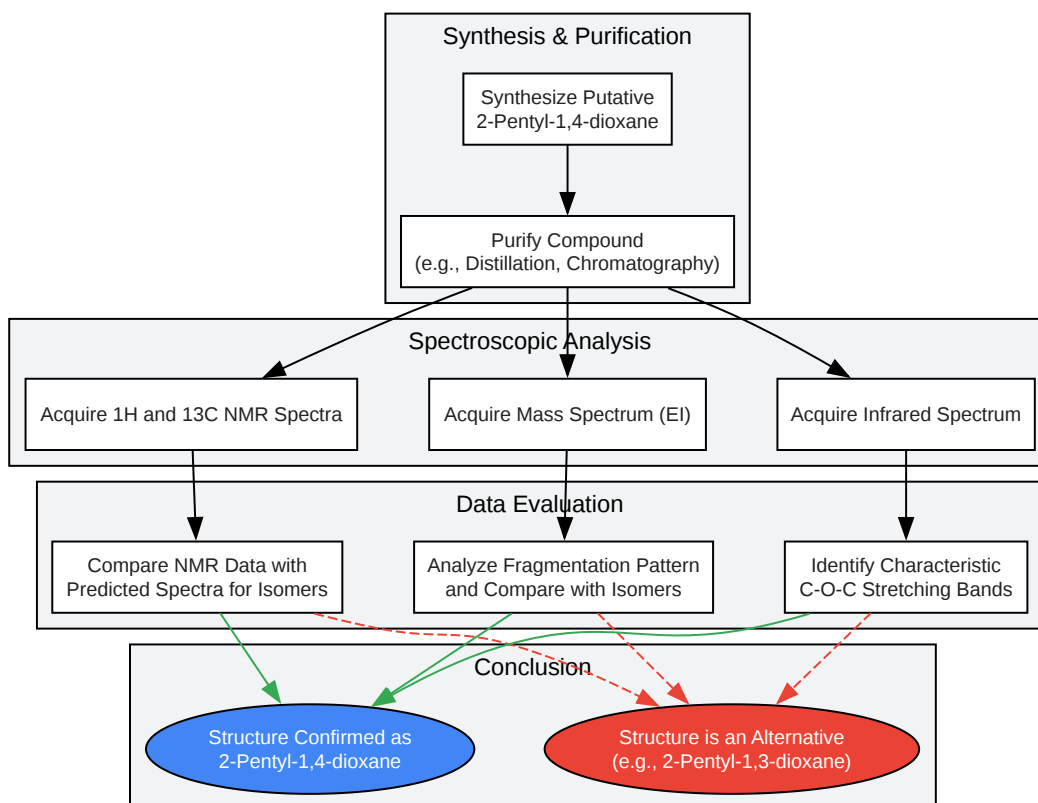 Synthesis & Purification
Synthesize Putative
2-Pentyl-1,4-dioxane
Purify Compound
(e.g., Distillation, Chromatography)
Spectroscopic Analysis
Acquire 1H and 13C NMR Spectra
Acquire Mass Spectrum (EI)
Acquire Infrared Spectrum
Data Evaluation
Compare NMR Data with
Predicted Spectra for Isomers
Analyze Fragmentation Pattern
and Compare with Isomers
Identify Characteristic
C-O-C Stretching Bands
Conclusion
Structure Confirmed as
2-Pentyl-1,4-dioxane
Structure is an Alternative
(e.g., 2-Pentyl-1,3-dioxane)